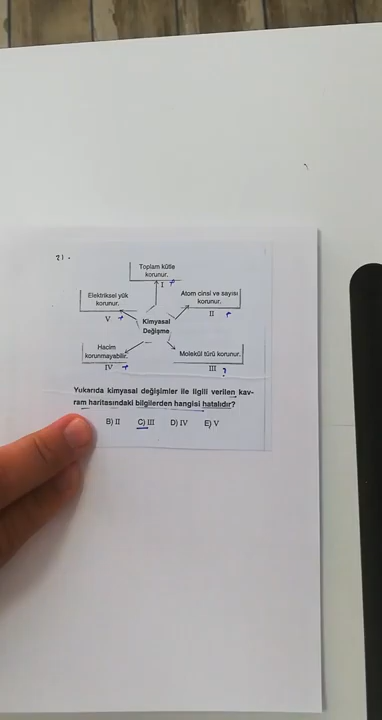 21.
Toplam kütle
korunur.
I +
Elektriksel yük
korunur.
V +
Atom cinsi ve sayısı
korunur.
II +
Kimyasal
Değişme
Hacim
korunmayabilir.
IV +
Molekül türü korunur.
III ?
Yukarıda kimyasal değişimler ile ilgili verilen kav-
ram haritasındaki bilgilerden hangisi hatalıdır?
B) II C) III D) IV E) V